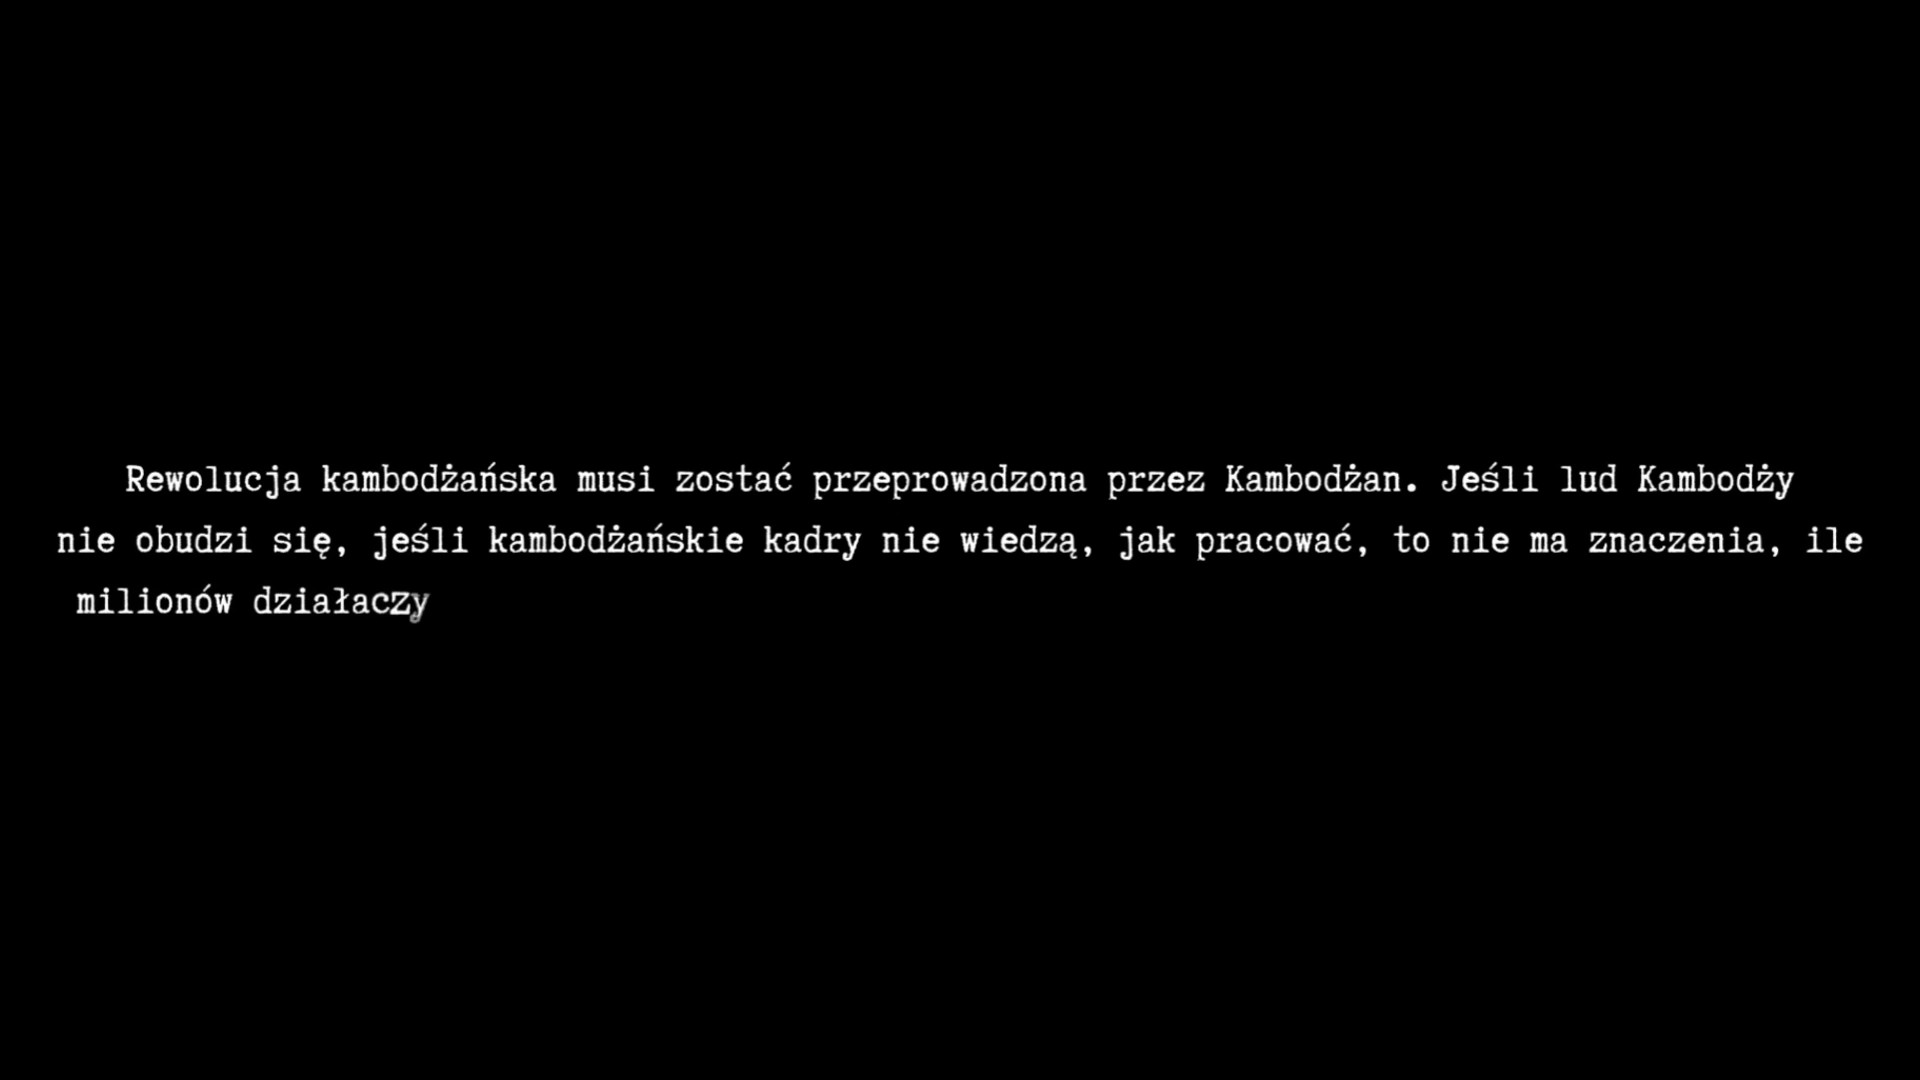 Rewolucja kambodżańska musi zostać przeprowadzona przez Kambodżan. Jeśli lud Kambodży
nie obudzi się, jeśli kambodżańskie kadry nie wiedzą, jak pracować, to nie ma znaczenia, ile
milionów działaczy